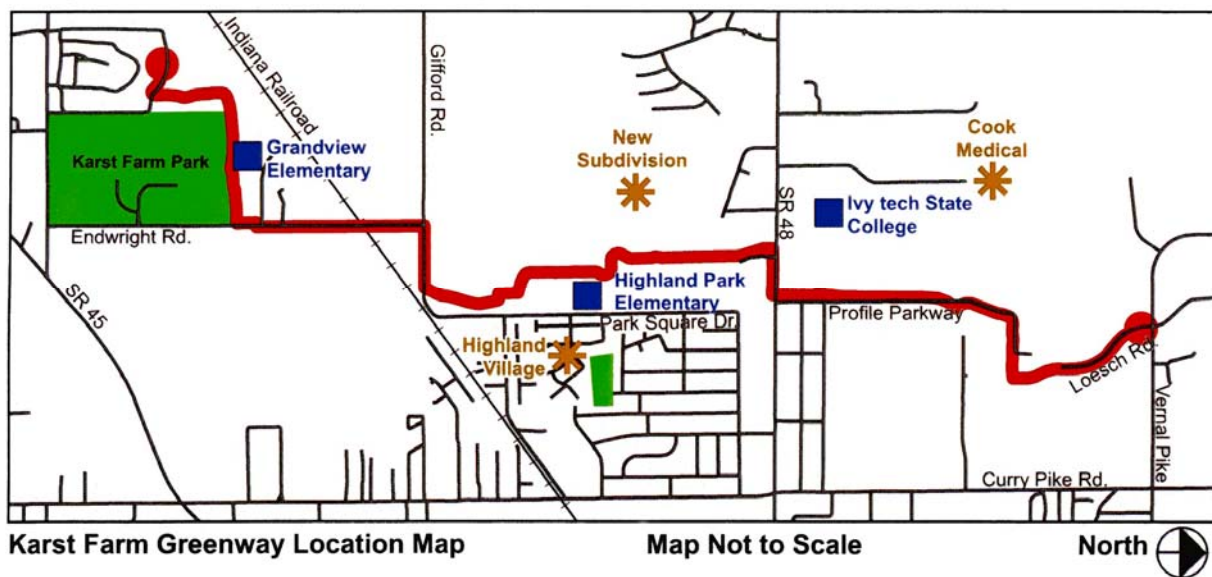 Indiana Railroad
Gifford Rd.
Karst Farm Park
Grandview
Elementary
New
Subdivision
Cook
Medical
SR 48
Ivy tech State
College
Endwright Rd.
SR 45
Highland Park
Elementary
Park Square Dr.
Profile Parkway
Highland
Village
Loesch Rd.
Vernal Pike
Curry Pike Rd.
Karst Farm Greenway Location Map
Map Not to Scale
North